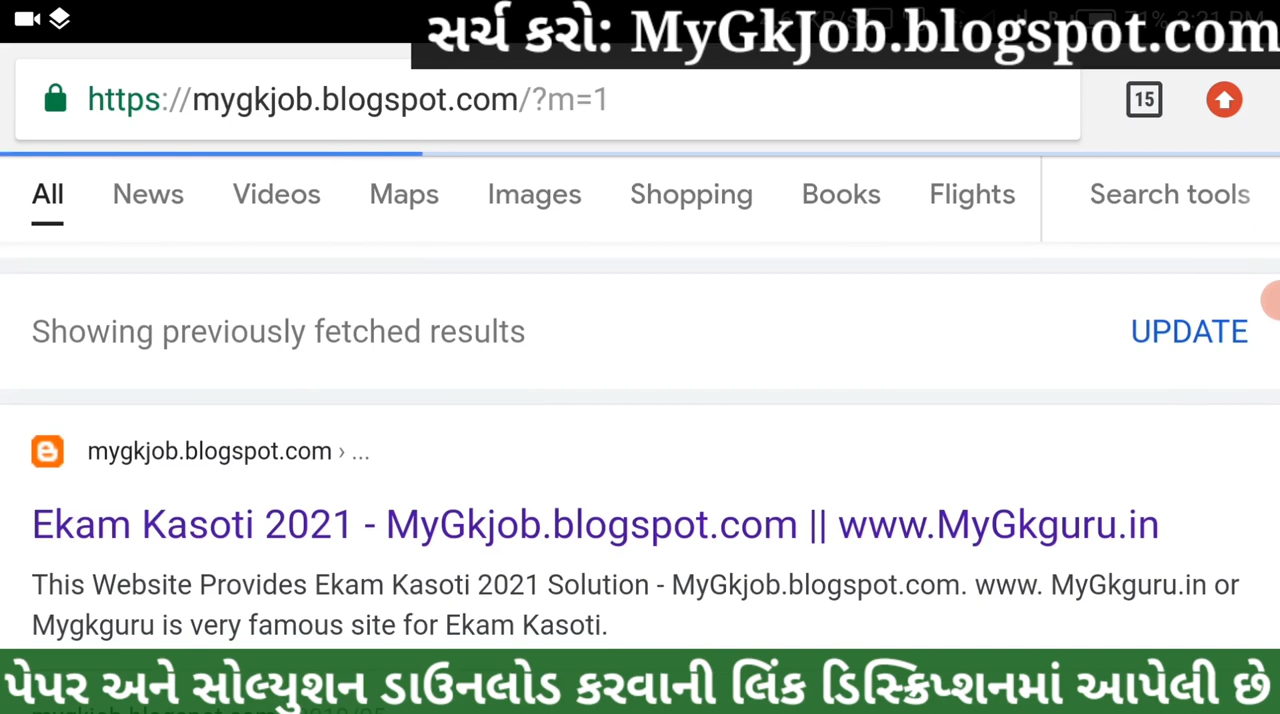 સર્ચ કરો: MyGkJob.blogspot.com
https://mygkjob.blogspot.com/?m=1
15
All News Videos Maps Images Shopping Books Flights Search tools
Showing previously fetched results
UPDATE
mygkjob.blogspot.com › ...
Ekam Kasoti 2021 - MyGkjob.blogspot.com || www.MyGkguru.in
This Website Provides Ekam Kasoti 2021 Solution - MyGkjob.blogspot.com. www. MyGkguru.in or
Mygkguru is very famous site for Ekam Kasoti.
પેપર અને સોલ્યુશન ડાઉનલોડ કરવાની લિંક ડિસ્ક્રિપ્શનમાં આપેલી છે